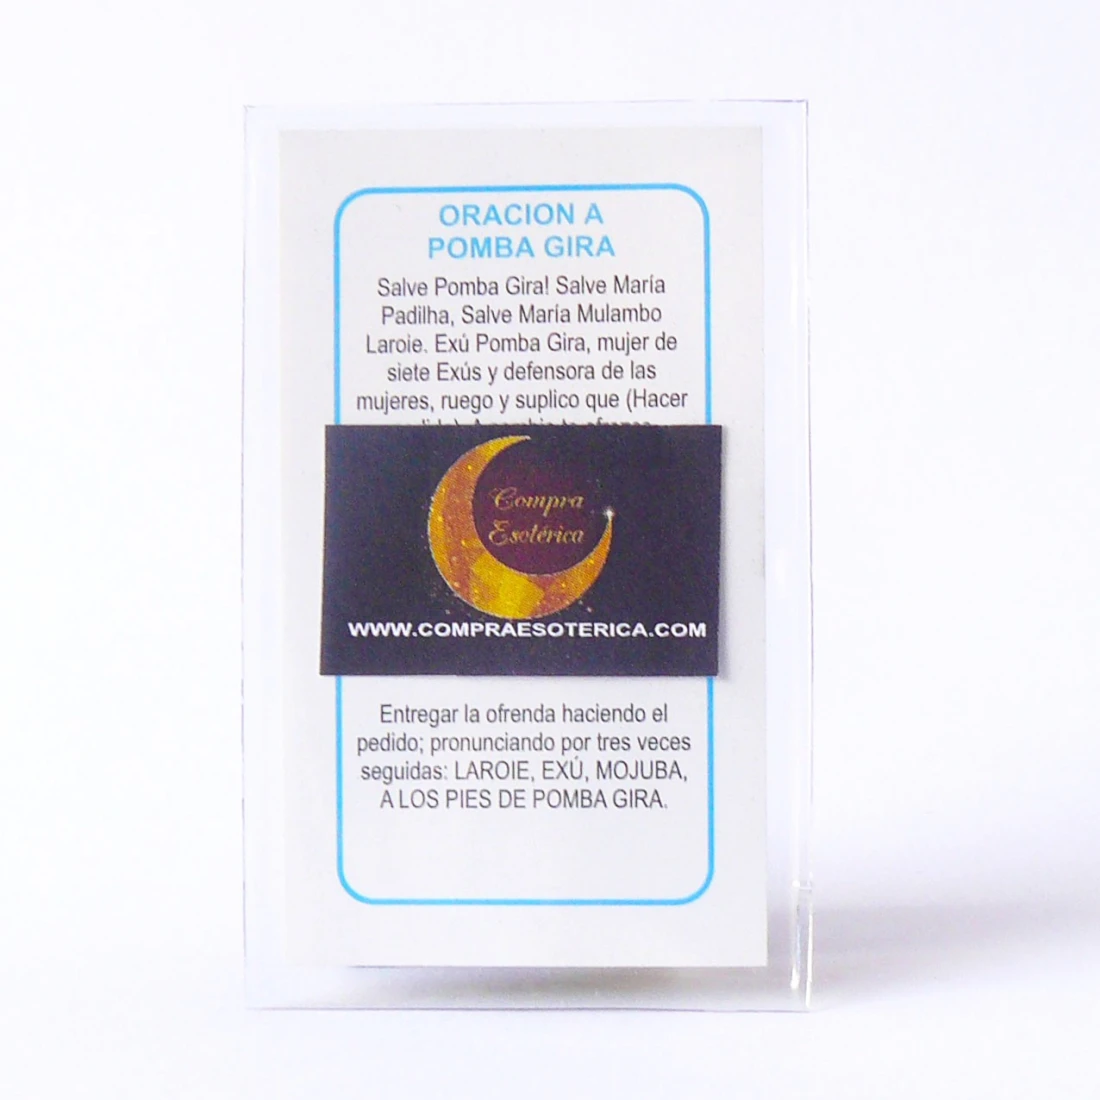 ORACION A
POMBA GIRA
Salve Pomba Gira! Salve María
Padilha, Salve María Mulambo
Laroie. Exú Pomba Gira, mujer de
siete Exús y defensora de las
mujeres, ruego y suplico que (Hacer
Compra
Esotérica
WWW.COMPRAESOTERICA.COM
Entregar la ofrenda haciendo el
pedido; pronunciando por tres veces
seguidas: LAROIE, EXÚ, MOJUBA,
A LOS PIES DE POMBA GIRA.